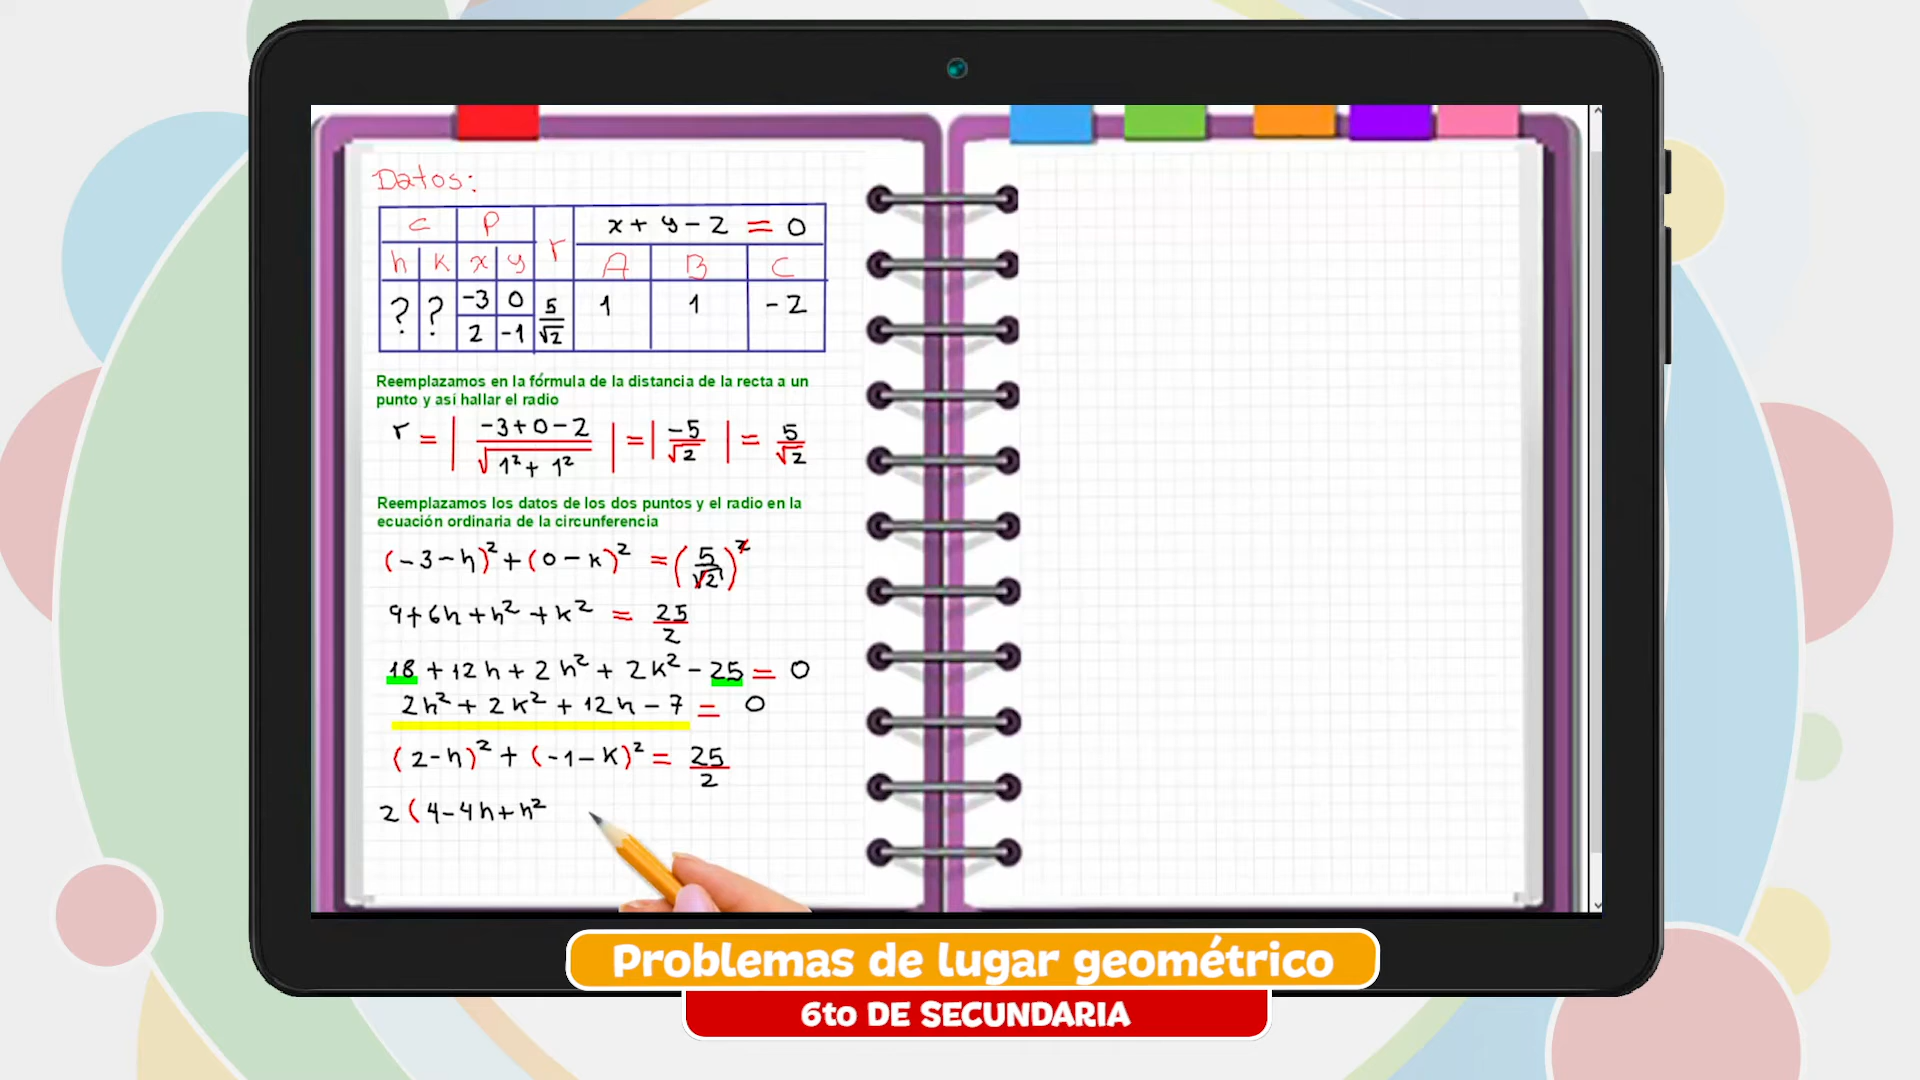 Datos:
C P r x + y - 2 = 0
h k x y A B C
? ? -3 0 5/√2 1 1 -2
2 -1
Reemplazamos en la fórmula de la distancia de la recta a un
punto y así hallar el radio
r = | (-3+0-2)/√(1²+1²) | = | -5/√2 | = 5/√2
Reemplazamos los datos de los dos puntos y el radio en la
ecuación ordinaria de la circunferencia
(-3-h)² + (0-k)² = (5/√2)²
9+6h+h²+k² = 25/2
18+12h+2h²+2k²-25 = 0
2h²+2k²+12h-7 = 0
(2-h)² + (-1-k)² = 25/2
2(4-4h+h²
Problemas de lugar geométrico
6to DE SECUNDARIA